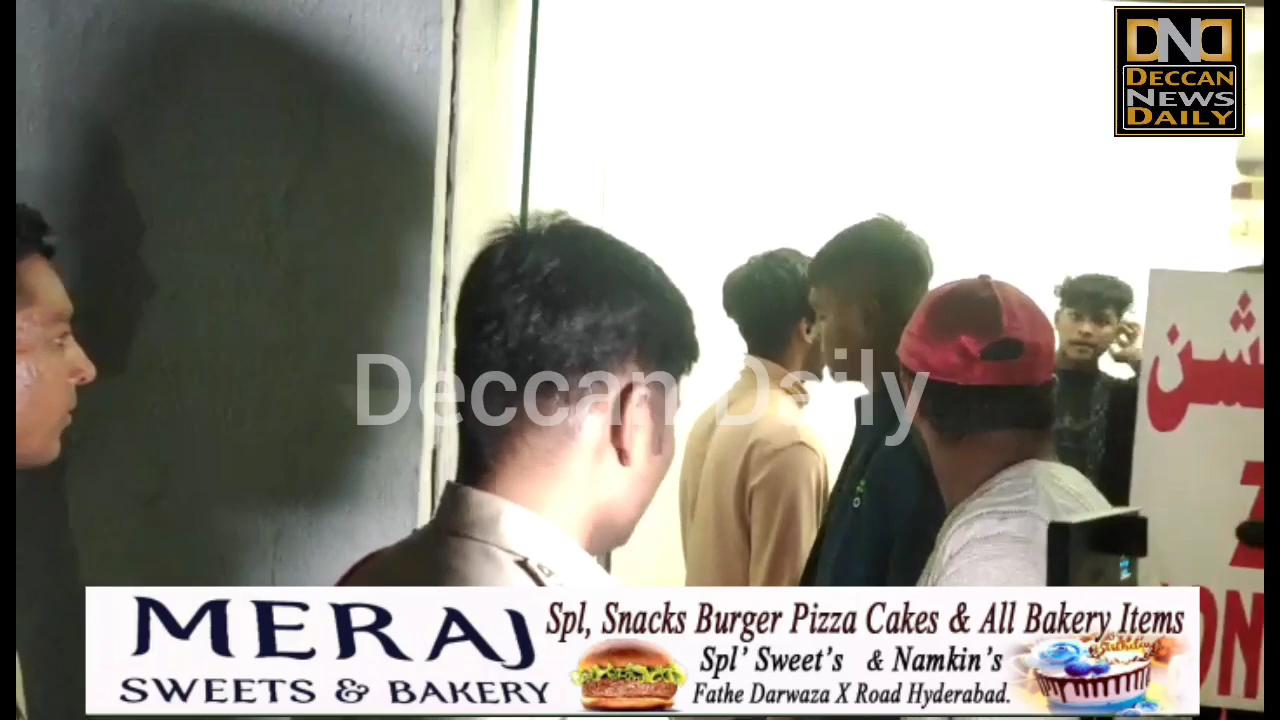 DND
DECCAN
NEWS
DAILY
Deccan Daily
MERAJ
SWEETS & BAKERY
Spl, Snacks Burger Pizza Cakes & All Bakery Items
Spl' Sweet's & Namkin's
Fathe Darwaza X Road Hyderabad.